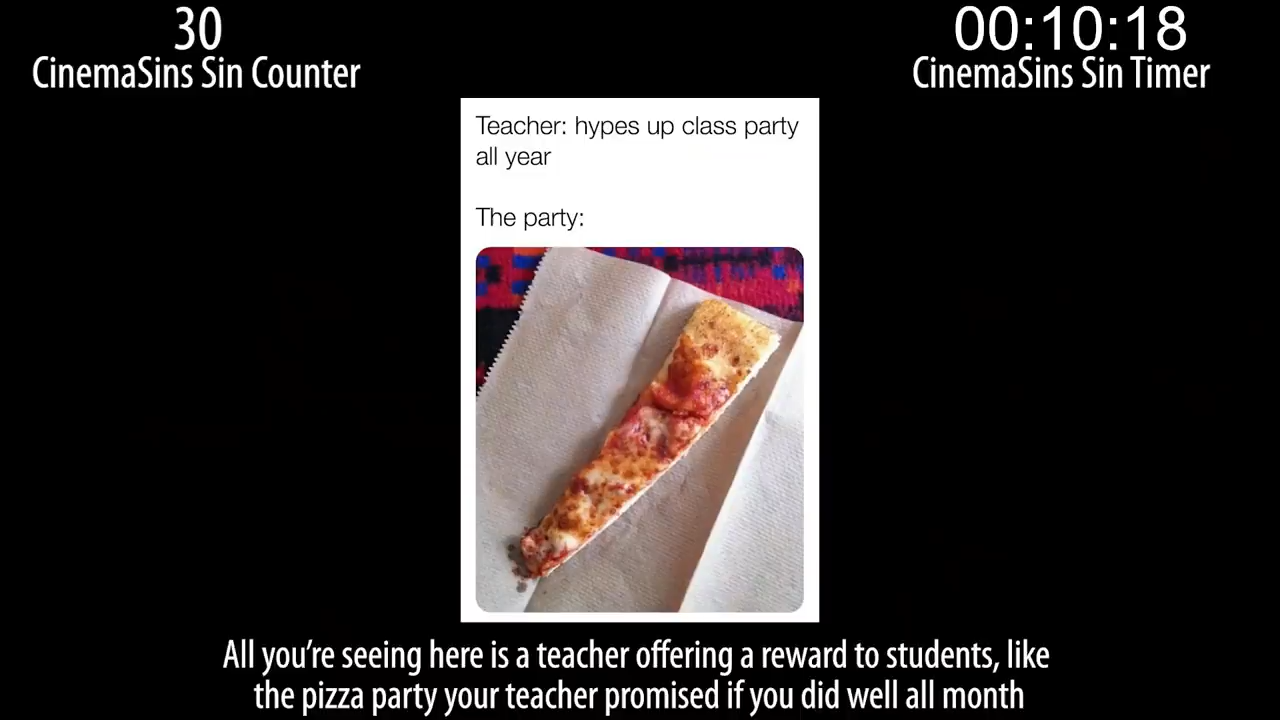 30
CinemaSins Sin Counter
00:10:18
CinemaSins Sin Timer
Teacher: hypes up class party
all year
The party:
All you’re seeing here is a teacher offering a reward to students, like
the pizza party your teacher promised if you did well all month